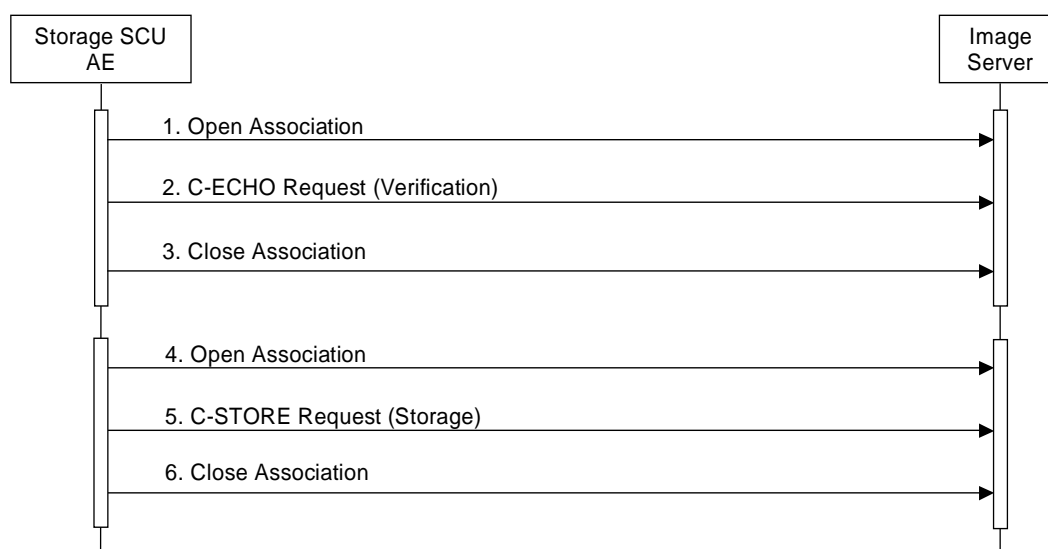 Storage SCU
AE
Image
Server
1. Open Association
2. C-ECHO Request (Verification)
3. Close Association
4. Open Association
5. C-STORE Request (Storage)
6. Close Association